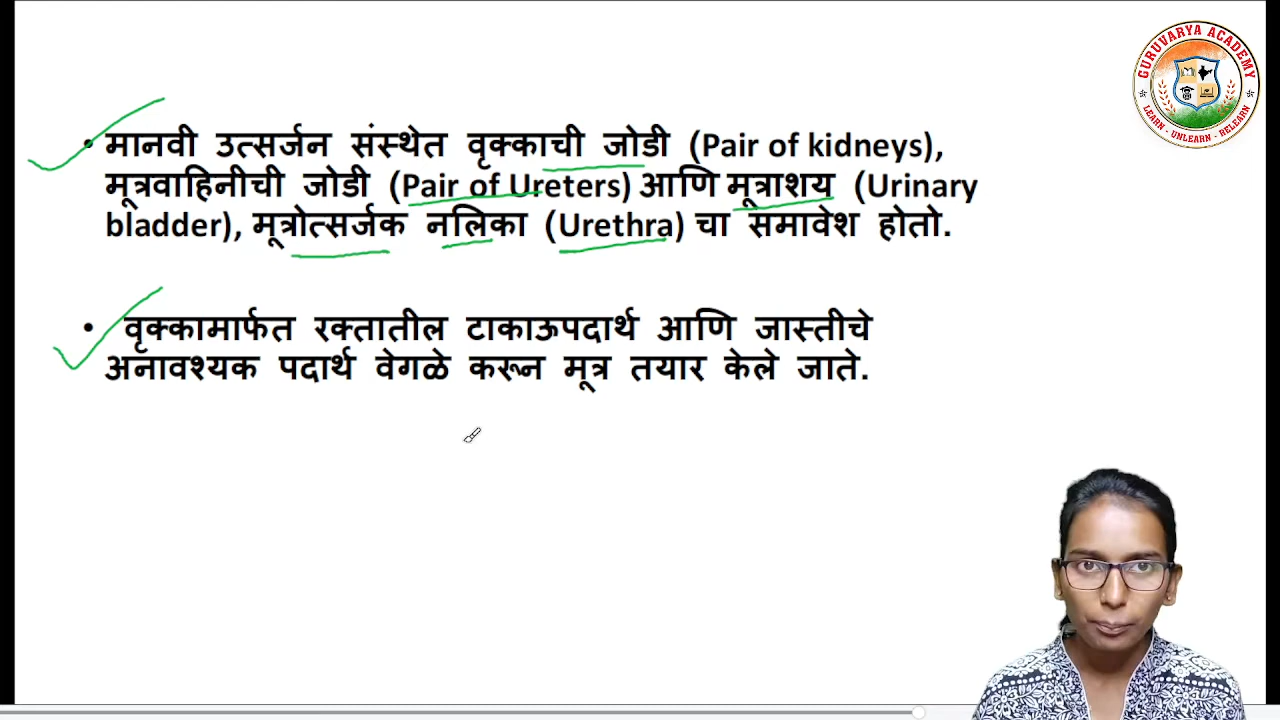 GURUVARYA ACADEMY
LEARN - UNLEARN - RELEARN
• मानवी उत्सर्जन संस्थेत वृक्काची जोडी (Pair of kidneys),
मूत्रवाहिनीची जोडी (Pair of Ureters) आणि मूत्राशय (Urinary
bladder), मूत्रोत्सर्जक नलिका (Urethra) चा समावेश होतो.
• वृक्कामार्फत रक्तातील टाकाऊपदार्थ आणि जास्तीचे
अनावश्यक पदार्थ वेगळे करून मूत्र तयार केले जाते.